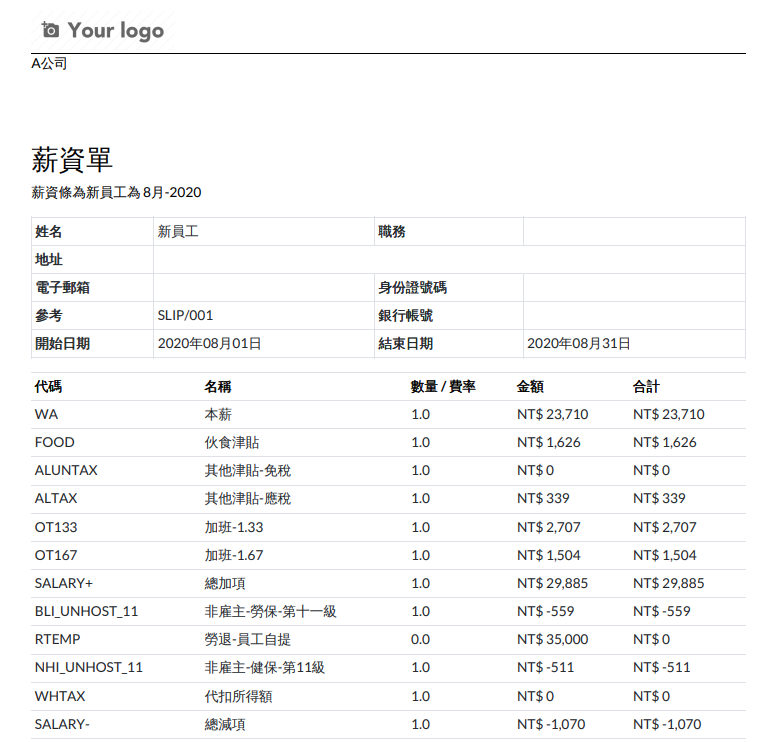 Your logo
A公司
薪資單
薪資條為新員工為 8月-2020
姓名 新員工 職務
地址
電子郵箱 身份證號碼
參考 SLIP/001 銀行帳號
開始日期 2020年08月01日 結束日期 2020年08月31日
代碼 名稱 數量 / 費率 金額 合計
WA 本薪 1.0 NT$ 23,710 NT$ 23,710
FOOD 伙食津貼 1.0 NT$ 1,626 NT$ 1,626
ALUNTAX 其他津貼-免稅 1.0 NT$ 0 NT$ 0
ALTAX 其他津貼-應稅 1.0 NT$ 339 NT$ 339
OT133 加班-1.33 1.0 NT$ 2,707 NT$ 2,707
OT167 加班-1.67 1.0 NT$ 1,504 NT$ 1,504
SALARY+ 總加項 1.0 NT$ 29,885 NT$ 29,885
BLI_UNHOST_11 非雇主-勞保-第十一級 1.0 NT$ -559 NT$ -559
RTEMP 勞退-員工自提 0.0 NT$ 35,000 NT$ 0
NHI_UNHOST_11 非雇主-健保-第11級 1.0 NT$ -511 NT$ -511
WHTAX 代扣所得額 1.0 NT$ 0 NT$ 0
SALARY- 總減項 1.0 NT$ -1,070 NT$ -1,070